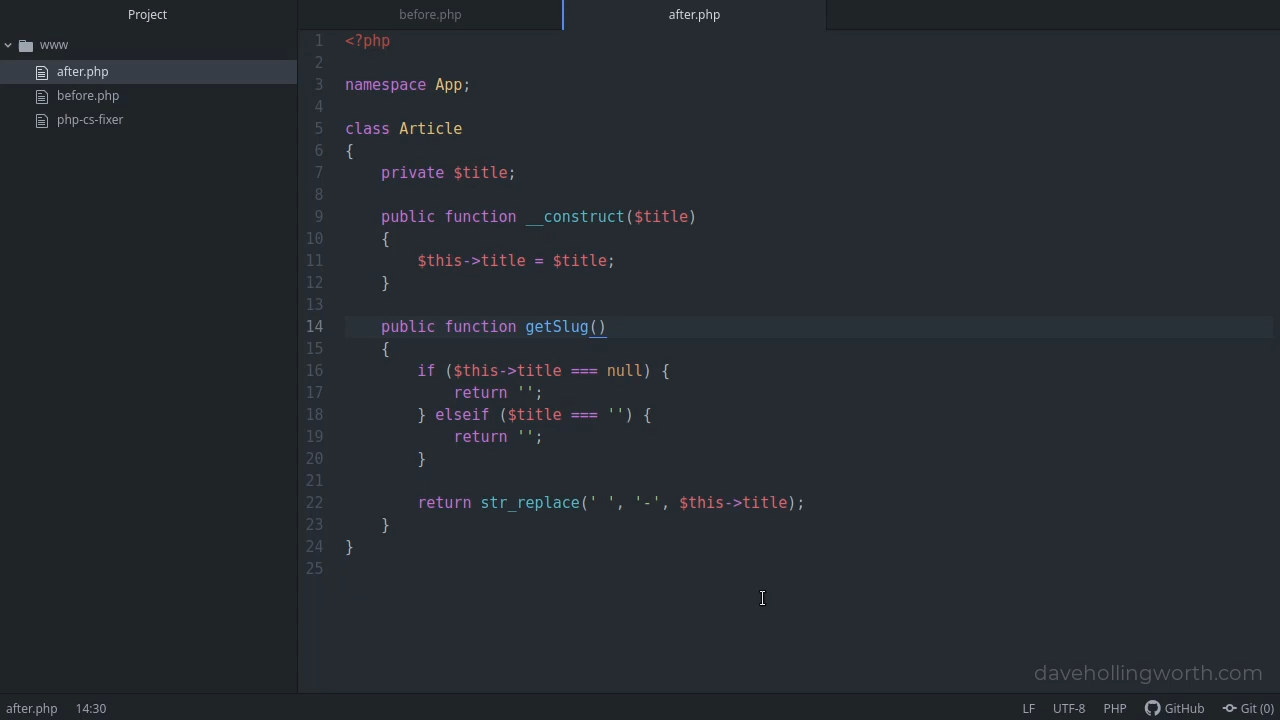 Project
before.php
after.php
www
after.php
before.php
php-cs-fixer
1 <?php
2
3 namespace App;
4
5 class Article
6 {
7     private $title;
8
9     public function __construct($title)
10     {
11         $this->title = $title;
12     }
13
14     public function getSlug()
15     {
16         if ($this->title === null) {
17             return '';
18         } elseif ($title === '') {
19             return '';
20         }
21
22         return str_replace(' ', '-', $this->title);
23     }
24 }
25
davehollingworth.com
after.php 14:30 LF UTF-8 PHP GitHub Git (0)